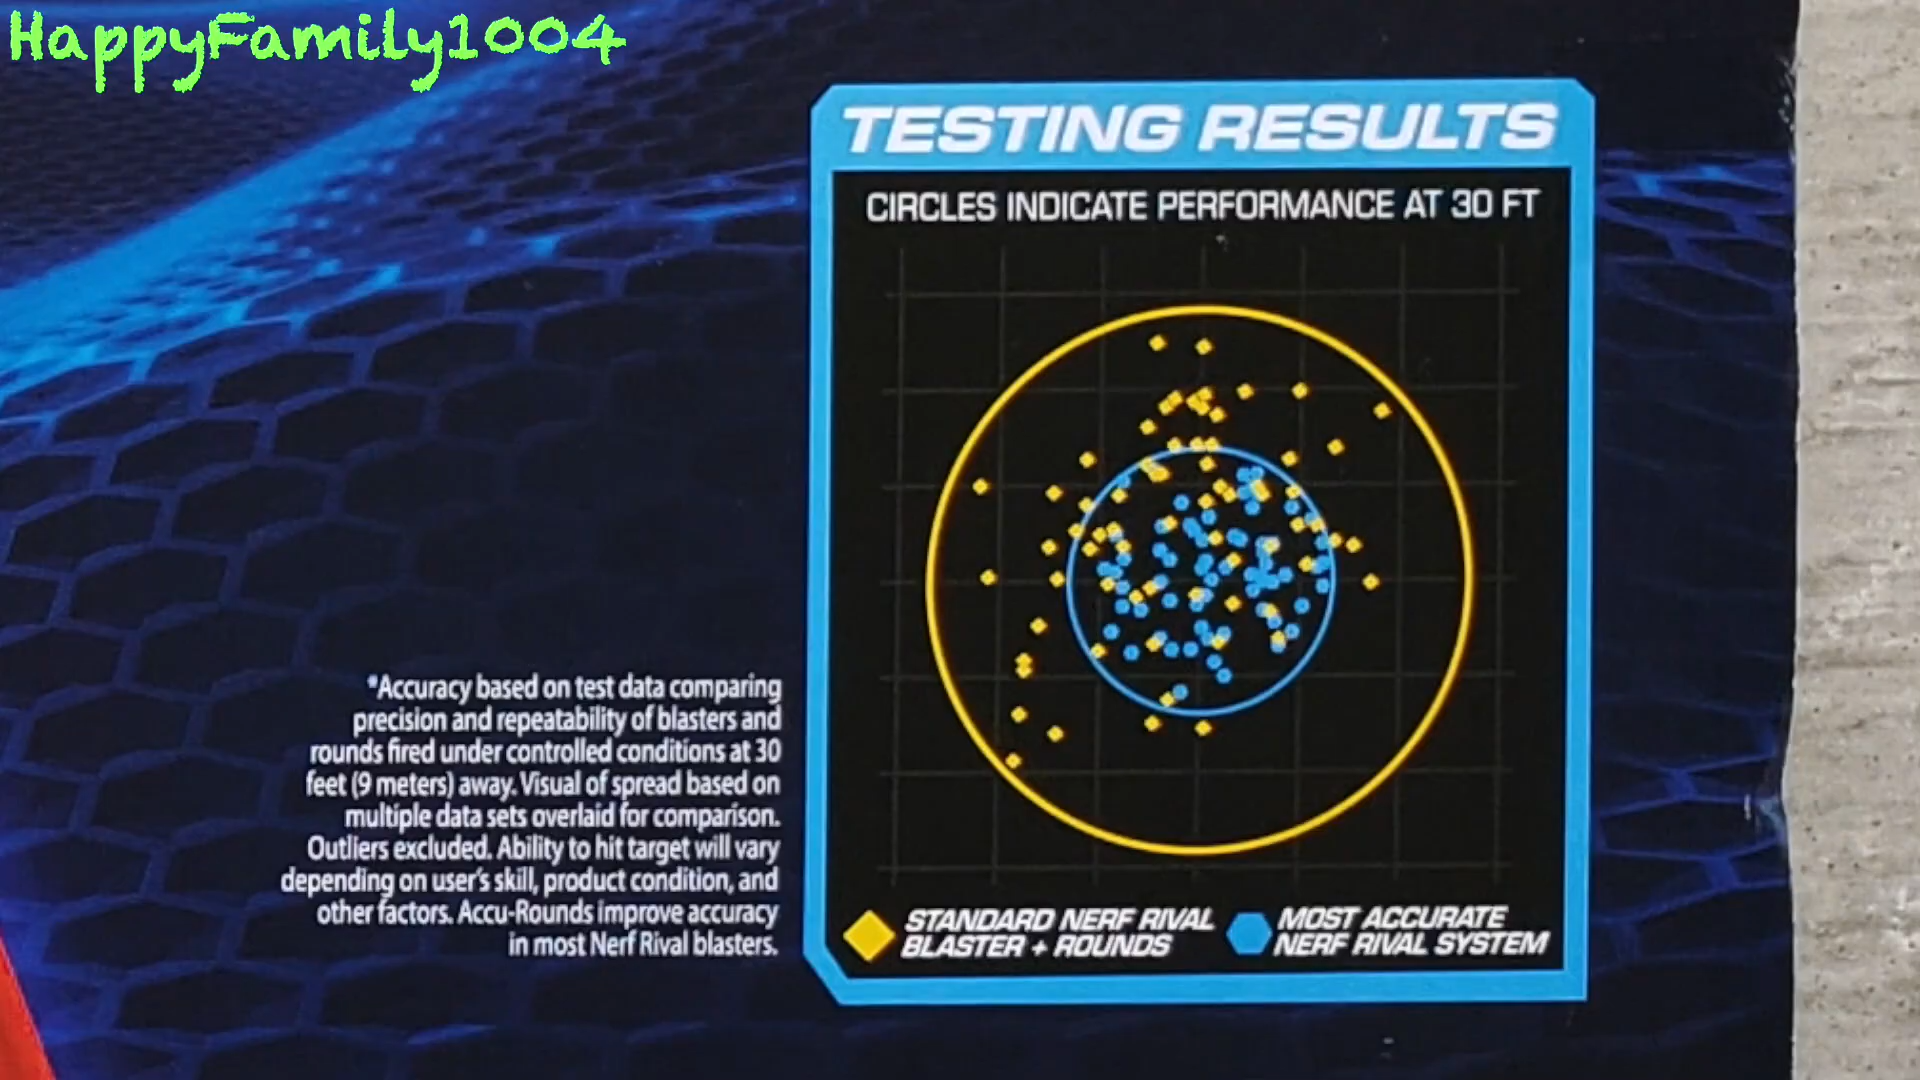 HappyFamily1004
TESTING RESULTS
CIRCLES INDICATE PERFORMANCE AT 30 FT
*Accuracy based on test data comparing
precision and repeatability of blasters and
rounds fired under controlled conditions at 30
feet (9 meters) away. Visual of spread based on
multiple data sets overlaid for comparison.
Outliers excluded. Ability to hit target will vary
depending on user's skill, product condition, and
other factors. Accu-Rounds improve accuracy
in most Nerf Rival blasters.
STANDARD NERF RIVAL
BLASTER + ROUNDS
MOST ACCURATE
NERF RIVAL SYSTEM